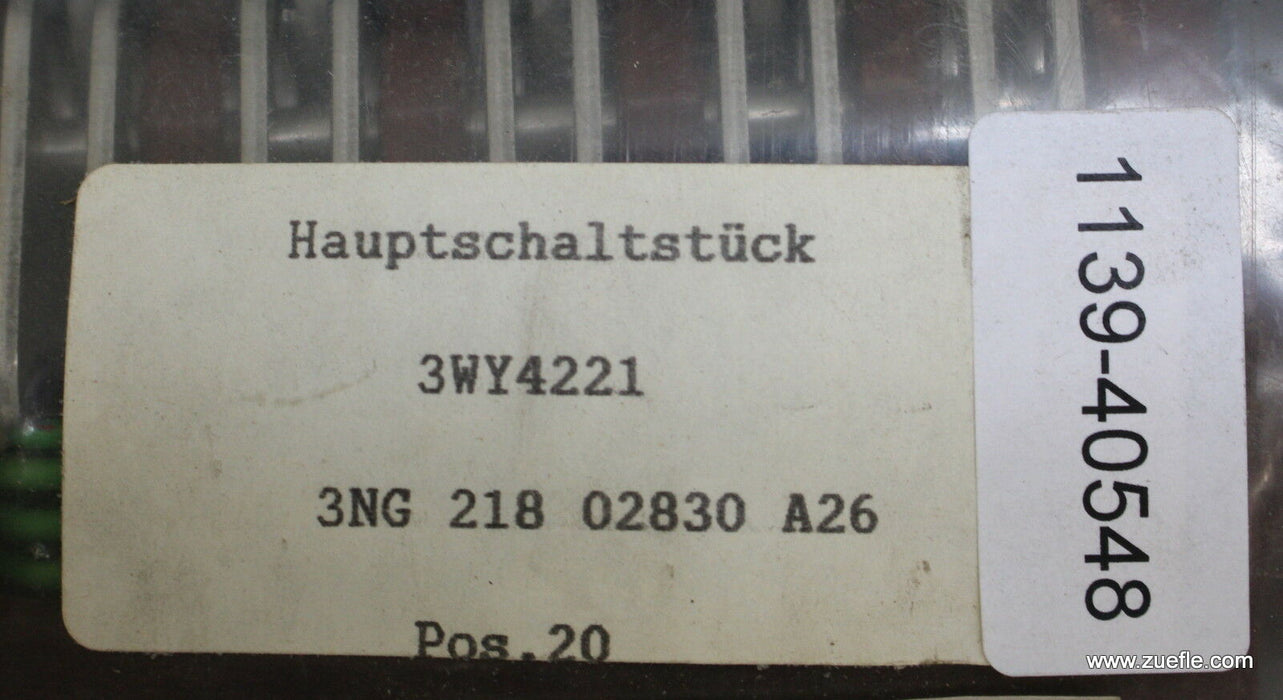 Hauptschaltstück
3WY4221
3NG 218 02830 A26
Pos.20
1139-40548
www.zuefle.com